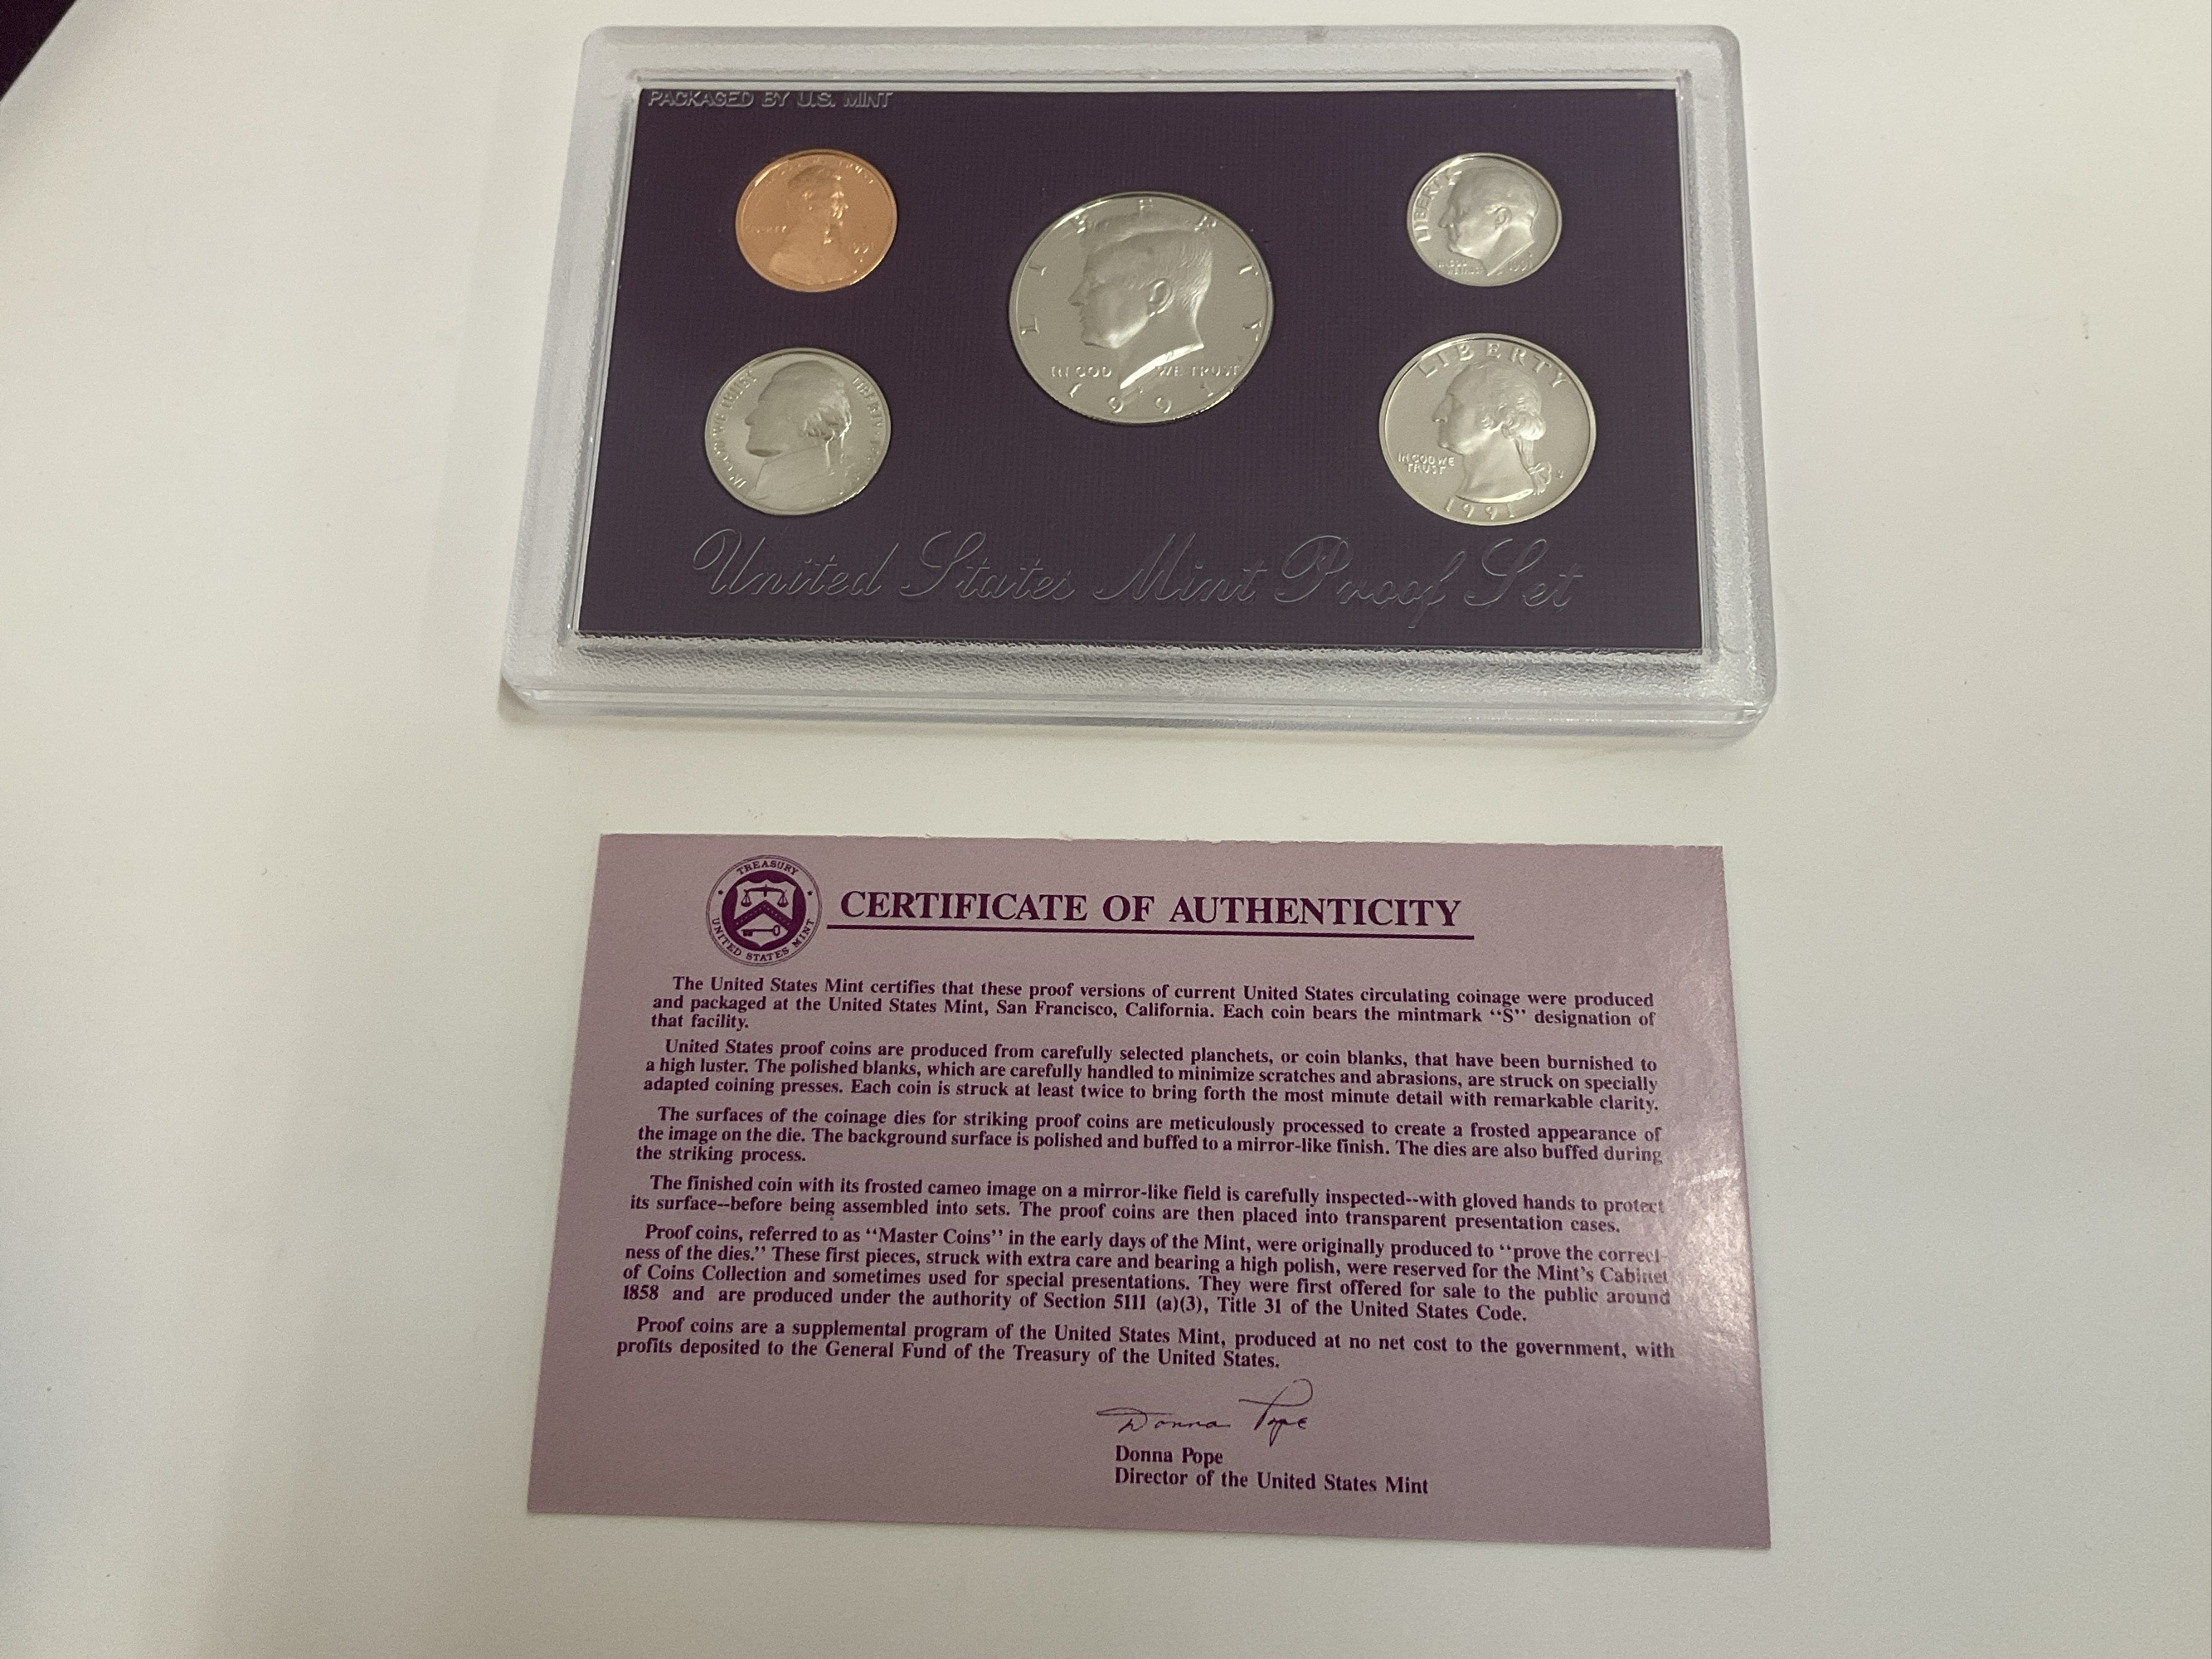 PACKAGED BY U.S. MINT
LIBERTY
1991
L I B E R T Y
IN GOD WE TRUST
1991
LIBERTY
IN GOD
WE TRUST
1991
IN GOD WE TRUST
LIBERTY
LIBERTY
IN GOD WE
TRUST
1991
United States Mint Proof Set
TREASURY
UNITED STATES MINT
CERTIFICATE OF AUTHENTICITY
The United States Mint certifies that these proof versions of current United States circulating coinage were produced
and packaged at the United States Mint, San Francisco, California. Each coin bears the mintmark “S” designation of
that facility.
United States proof coins are produced from carefully selected planchets, or coin blanks, that have been burnished to
a high luster. The polished blanks, which are carefully handled to minimize scratches and abrasions, are struck on specially
adapted coining presses. Each coin is struck at least twice to bring forth the most minute detail with remarkable clarity.
The surfaces of the coinage dies for striking proof coins are meticulously processed to create a frosted appearance of
the image on the die. The background surface is polished and buffed to a mirror-like finish. The dies are also buffed during
the striking process.
The finished coin with its frosted cameo image on a mirror-like field is carefully inspected--with gloved hands to protect
its surface--before being assembled into sets. The proof coins are then placed into transparent presentation cases.
Proof coins, referred to as “Master Coins” in the early days of the Mint, were originally produced to “prove the correct-
ness of the dies.” These first pieces, struck with extra care and bearing a high polish, were reserved for the Mint’s Cabinet
of Coins Collection and sometimes used for special presentations. They were first offered for sale to the public around
1858 and are produced under the authority of Section 5111 (a)(3), Title 31 of the United States Code.
Proof coins are a supplemental program of the United States Mint, produced at no net cost to the government, with
profits deposited to the General Fund of the Treasury of the United States.
Donna Pope
Donna Pope
Director of the United States Mint